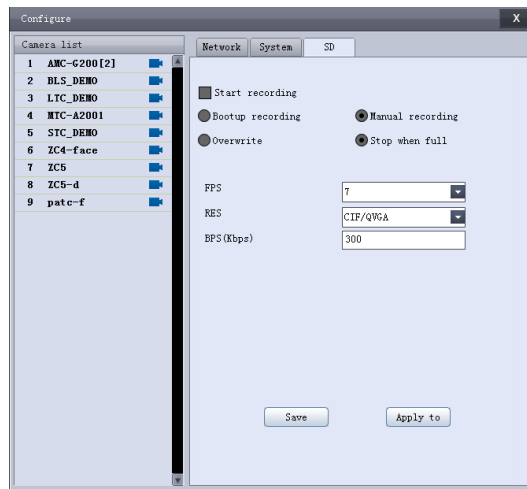 Configure X
Camera list
Network System SD
1 AMC-G200[2]
2 BLS_DEMO
3 LTC_DEMO
4 MTC-A2001
5 STC_DEMO
6 ZC4-face
7 ZC5
8 ZC5-d
9 patc-f
Start recording
Bootup recording Manual recording
Overwrite Stop when full
FPS 7
RES CIF/QVGA
BPS(Kbps) 300
Save Apply to